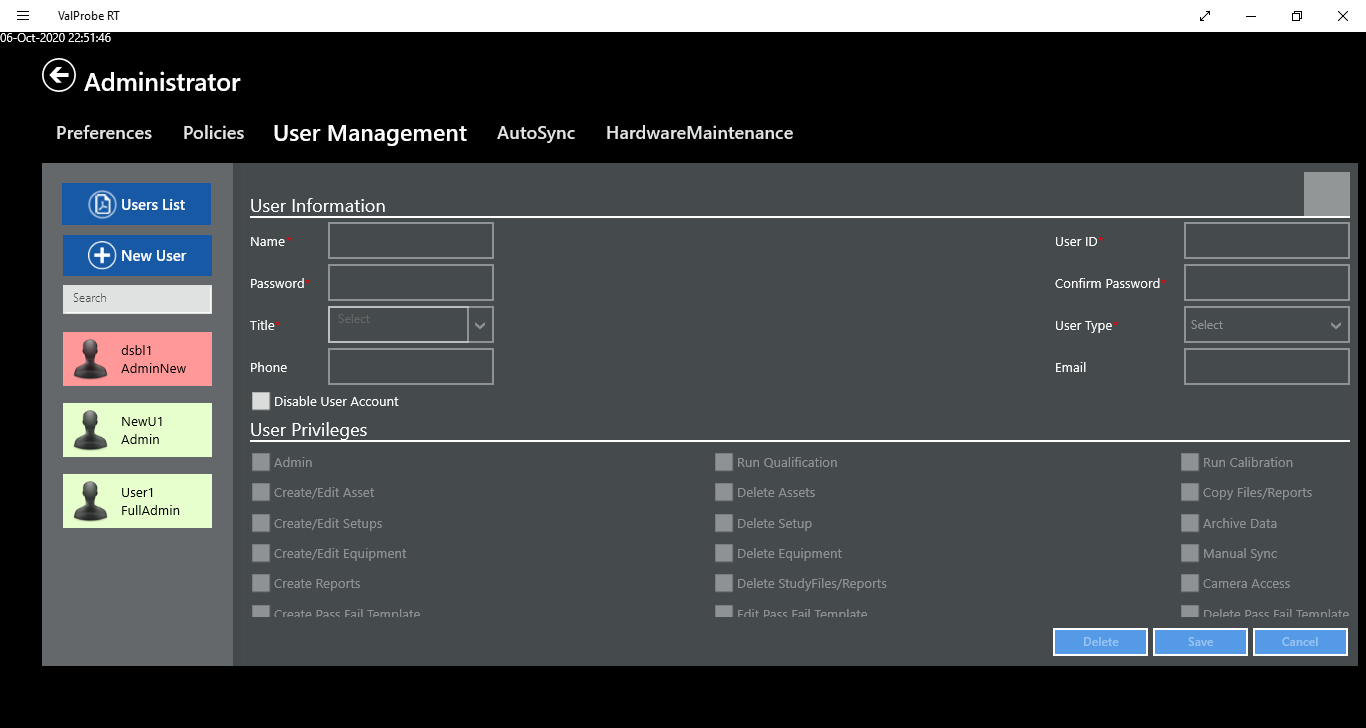 ValProbe RT
06-Oct-2020 22:51:46
Administrator
Preferences Policies User Management AutoSync HardwareMaintenance
Users List
New User
Search
dsbl1
AdminNew
NewU1
Admin
User1
FullAdmin
User Information
Name* User ID*
Password* Confirm Password*
Title* Select User Type* Select
Phone Email
Disable User Account
User Privileges
Admin Run Qualification Run Calibration
Create/Edit Asset Delete Assets Copy Files/Reports
Create/Edit Setups Delete Setup Archive Data
Create/Edit Equipment Delete Equipment Manual Sync
Create Reports Delete StudyFiles/Reports Camera Access
Create Pass Fail Template Edit Pass Fail Template Delete Pass Fail Template
Delete Save Cancel